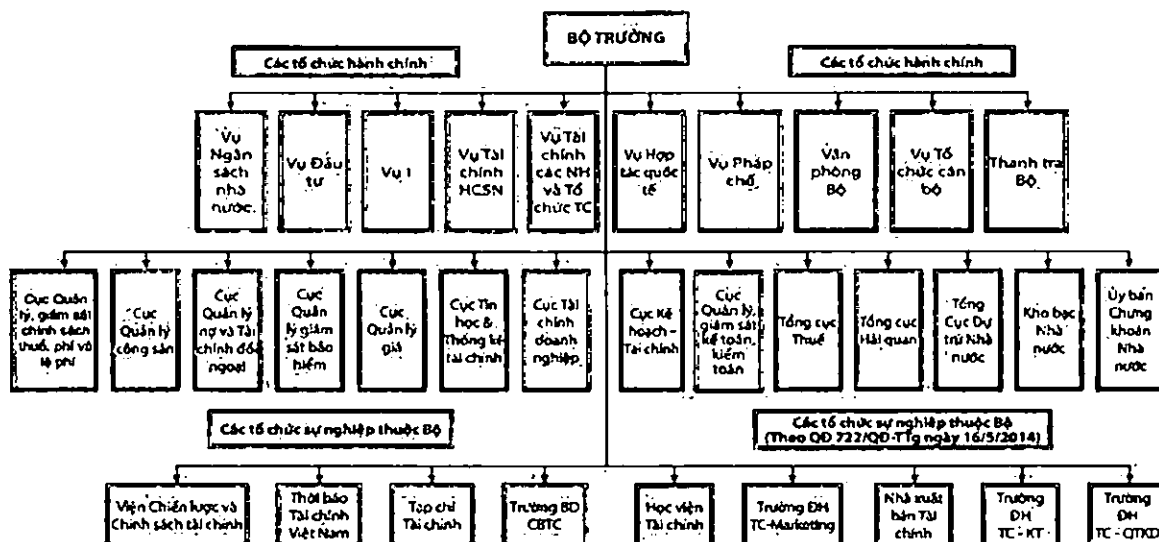 BỘ TRƯỞNG
Các tổ chức hành chính
Các tổ chức hành chính
Vụ
Ngân
sách
nhà
nước
Vụ Đầu
tư
Vụ 1
Vụ Tài
chính
HCSN
Vụ Tài
chính
các NH
và Tổ
chức TC
Vụ Hợp
tác quốc
tế
Vụ Pháp
chế
Văn
phòng
Bộ
Vụ Tổ
chức cán
bộ
Thanh tra
Bộ
Cục Quản
lý, giám sát
chính sách
thuế, phí và
lệ phí
Cục
Quản lý
công sản
Cục
Quản lý
nợ và Tài
chính đối
ngoại
Cục
Quản
lý giám
sát bảo
hiểm
Cục
Quản lý
giá
Cục Tin
học &
Thống kê
tài chính
Cục Tài
chính
doanh
nghiệp
Cục Kế
hoạch -
Tài chính
Cục
Quản lý,
giám sát
kế toán,
kiểm
toán
Tổng cục
Thuế
Tổng cục
Hải quan
Tổng
Cục Dự
trữ Nhà
nước
Kho bạc
Nhà
nước
Ủy ban
Chứng
khoán
Nhà
nước
Các tổ chức sự nghiệp thuộc Bộ
Các tổ chức sự nghiệp thuộc Bộ
(Theo QĐ 722/QĐ-TTg ngày 16/5/2014)
Viện Chiến lược và
Chính sách tài chính
Thời báo
Tài chính
Việt Nam
Tạp chí
Tài chính
Trường BD
CBTC
Học viện
Tài chính
Trường ĐH
TC-Marketing
Nhà xuất
bản Tài
chính
Trường
ĐH
TC - KT
Trường
ĐH
TC - QTKD